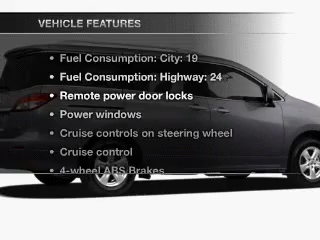 VEHICLE FEATURES
• Fuel Consumption: City: 19
• Fuel Consumption: Highway: 24
• Remote power door locks
• Power windows
• Cruise controls on steering wheel
• Cruise control
• 4-wheel ABS Brakes